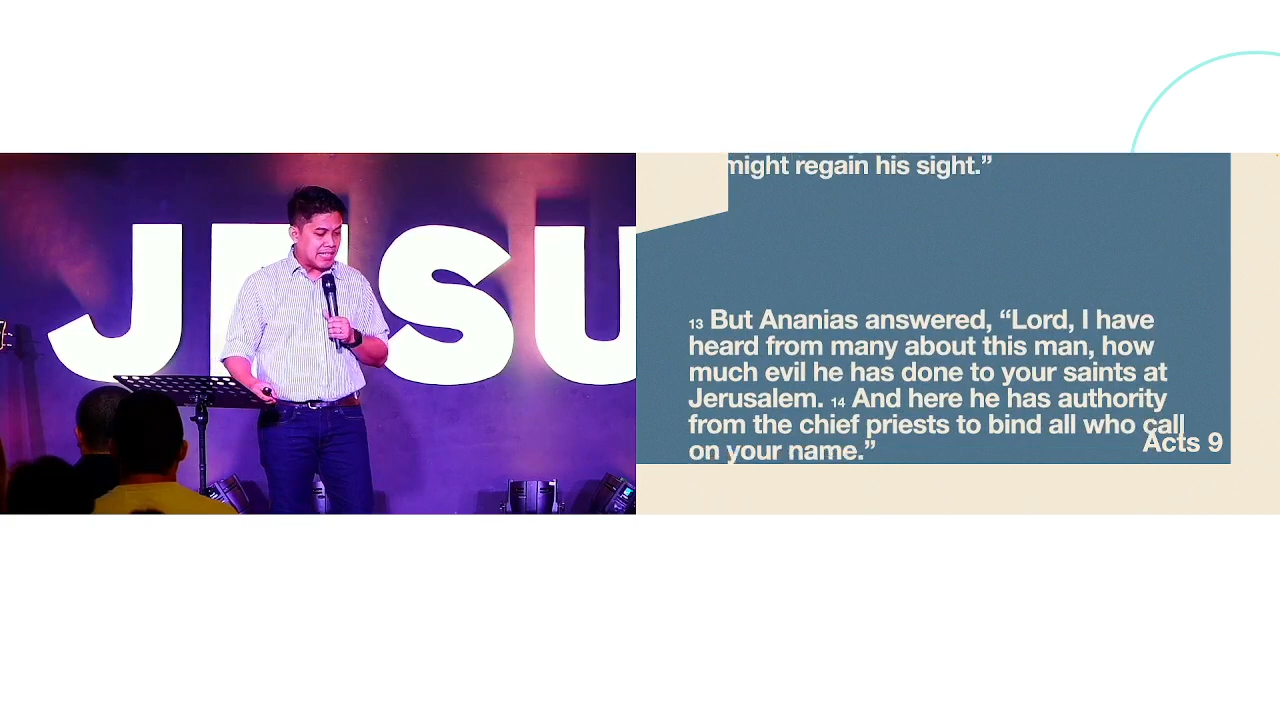 JESU
might regain his sight.”
13 But Ananias answered, “Lord, I have
heard from many about this man, how
much evil he has done to your saints at
Jerusalem. 14 And here he has authority
from the chief priests to bind all who call
on your name.”
Acts 9